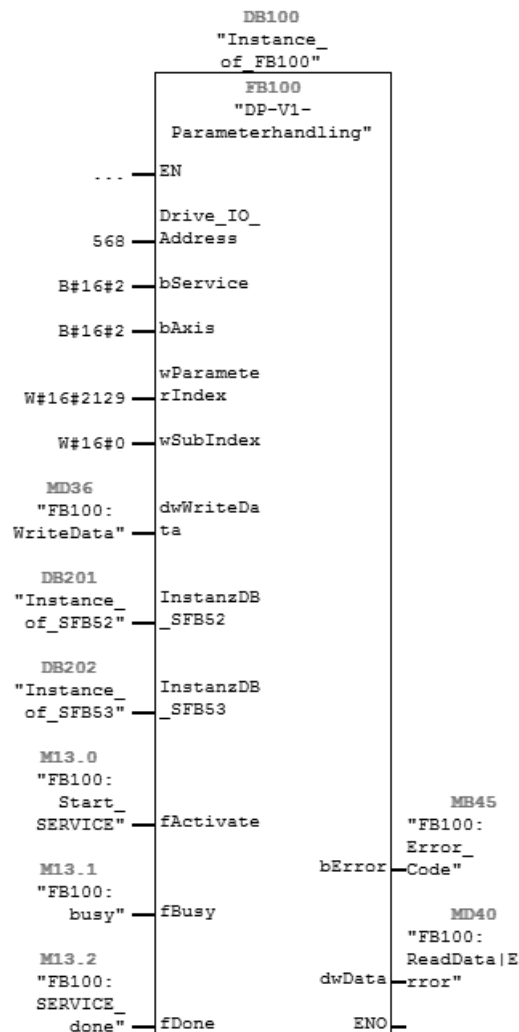 DB100
"Instance_
of_FB100"
FB100
"DP-V1-
Parameterhandling"
... EN
Drive_IO_
568 Address
B#16#2 bService
B#16#2 bAxis
wParamete
W#16#2129 rIndex
W#16#0 wSubIndex
MD36
"FB100: dwWriteDa
WriteData" ta
DB201
"Instance_ InstanzDB
of_SFB52" _SFB52
DB202
"Instance_ InstanzDB
of_SFB53" _SFB53
M13.0
"FB100:
Start_ MB45
SERVICE" fActivate "FB100:
Error_
M13.1 bError Code"
"FB100:
busy" fBusy MD40
"FB100:
M13.2 ReadData|E
"FB100: dwData rror"
SERVICE_
done" fDone ENO